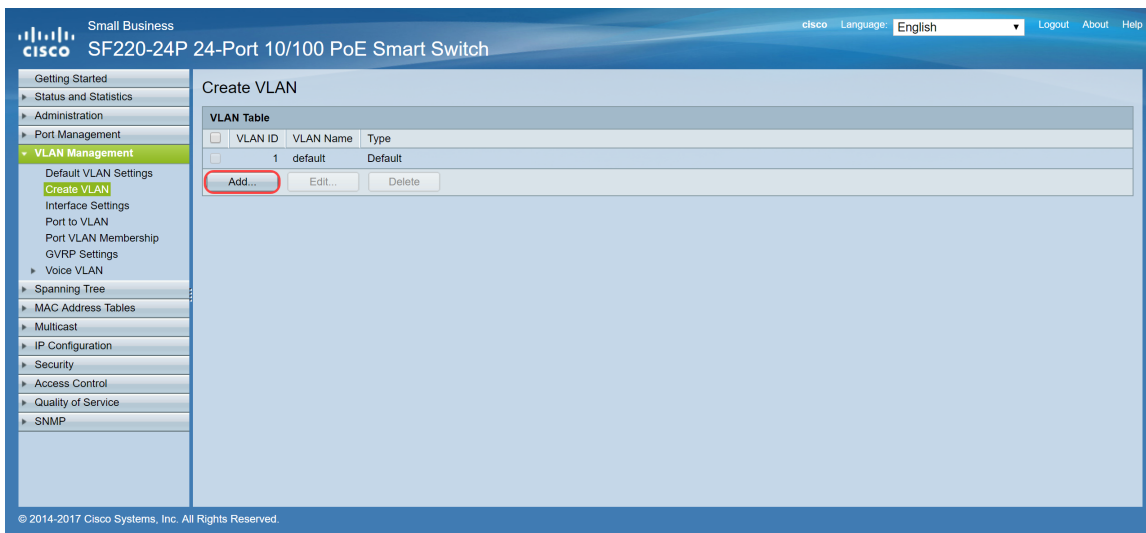 Small Business
cisco Language: English Logout About Help
CISCO SF220-24P 24-Port 10/100 PoE Smart Switch
Getting Started
Status and Statistics
Administration
Port Management
VLAN Management
Default VLAN Settings
Create VLAN
Interface Settings
Port to VLAN
Port VLAN Membership
GVRP Settings
Voice VLAN
Spanning Tree
MAC Address Tables
Multicast
IP Configuration
Security
Access Control
Quality of Service
SNMP
Create VLAN
VLAN Table
VLAN ID VLAN Name Type
1 default Default
Add... Edit... Delete
© 2014-2017 Cisco Systems, Inc. All Rights Reserved.